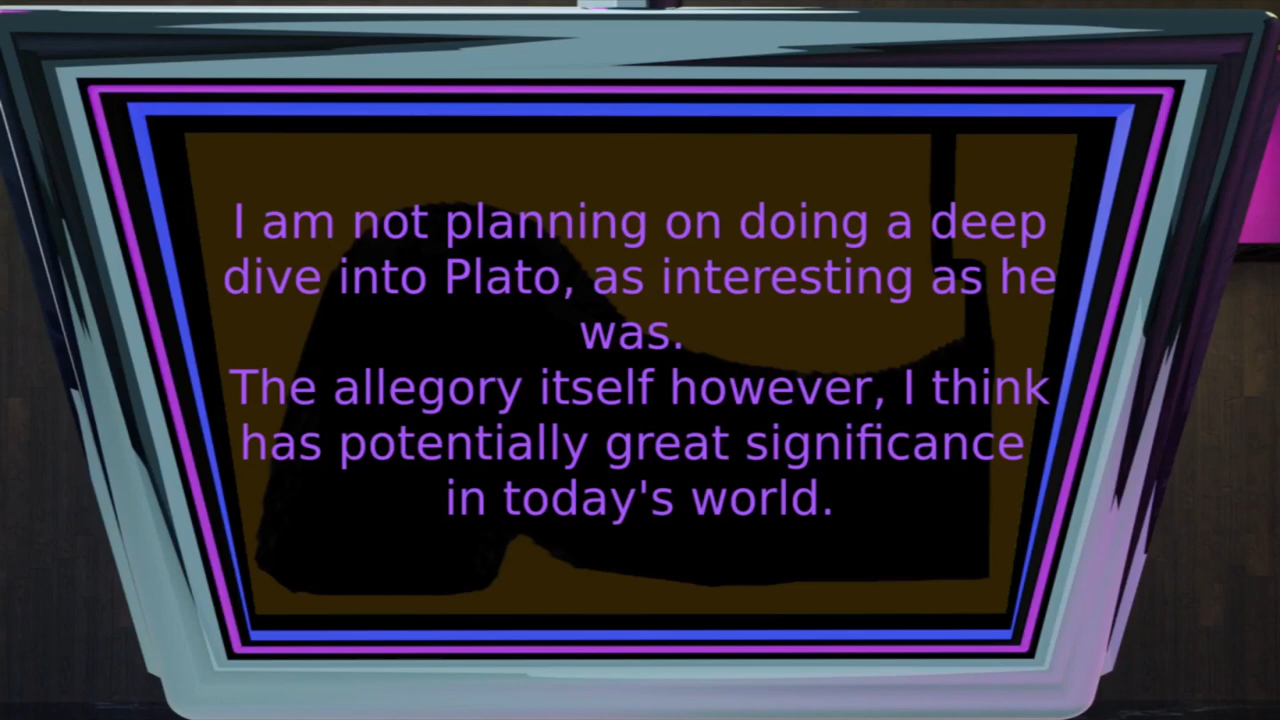 I am not planning on doing a deep
dive into Plato, as interesting as he
was.
The allegory itself however, I think
has potentially great significance
in today's world.